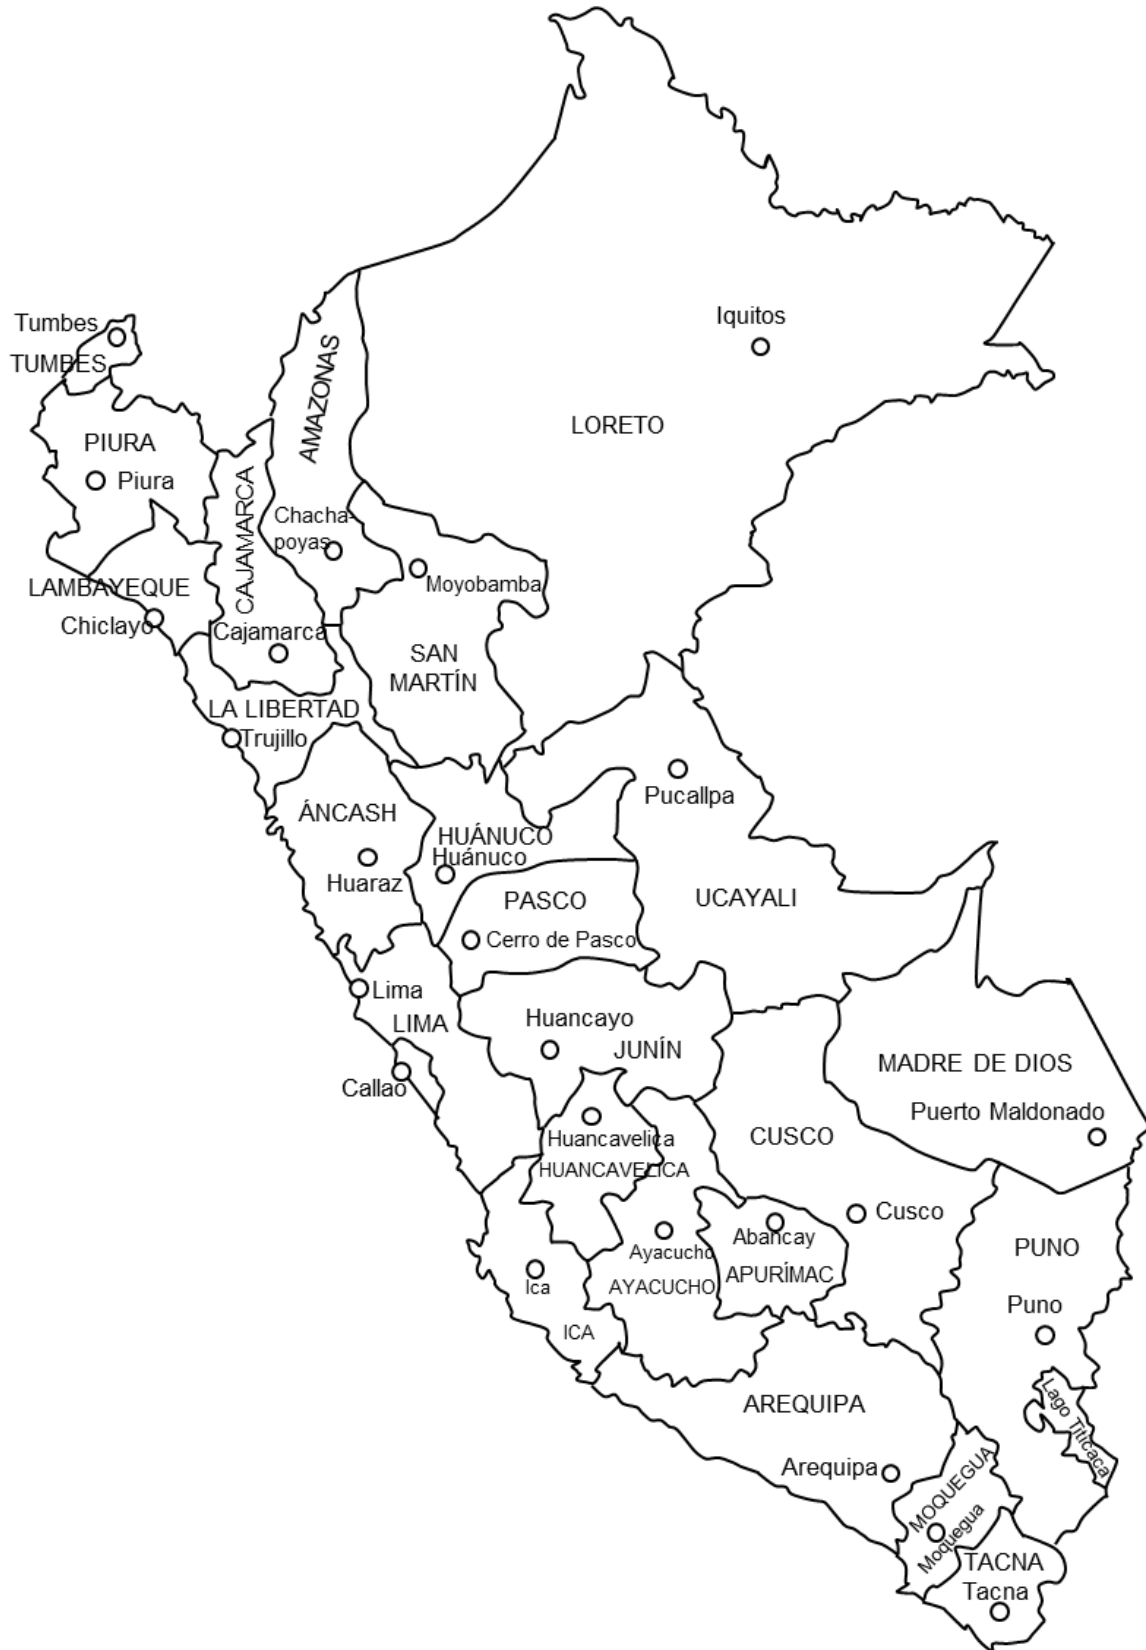 Iquitos
Tumbes
TUMBES
AMAZONAS
LORETO
PIURA
Piura
CAJAMARCA
Chacha-
poyas
Moyobamba
LAMBAYEQUE
Chiclayo
Cajamarca
SAN
MARTÍN
LA LIBERTAD
Trujillo
Pucallpa
ÁNCASH
HUÁNUCO
Huánuco
Huaraz
PASCO
UCAYALI
Cerro de Pasco
Lima
LIMA
Huancayo
JUNÍN
MADRE DE DIOS
Callao
Puerto Maldonado
Huancavelica
CUSCO
HUANCAVELICA
Cusco
Abancay
Ayacucho
PUNO
APURÍMAC
Ica
AYACUCHO
Puno
ICA
AREQUIPA
Lago Titicaca
Arequipa
MOQUEGUA
Moquegua
TACNA
Tacna